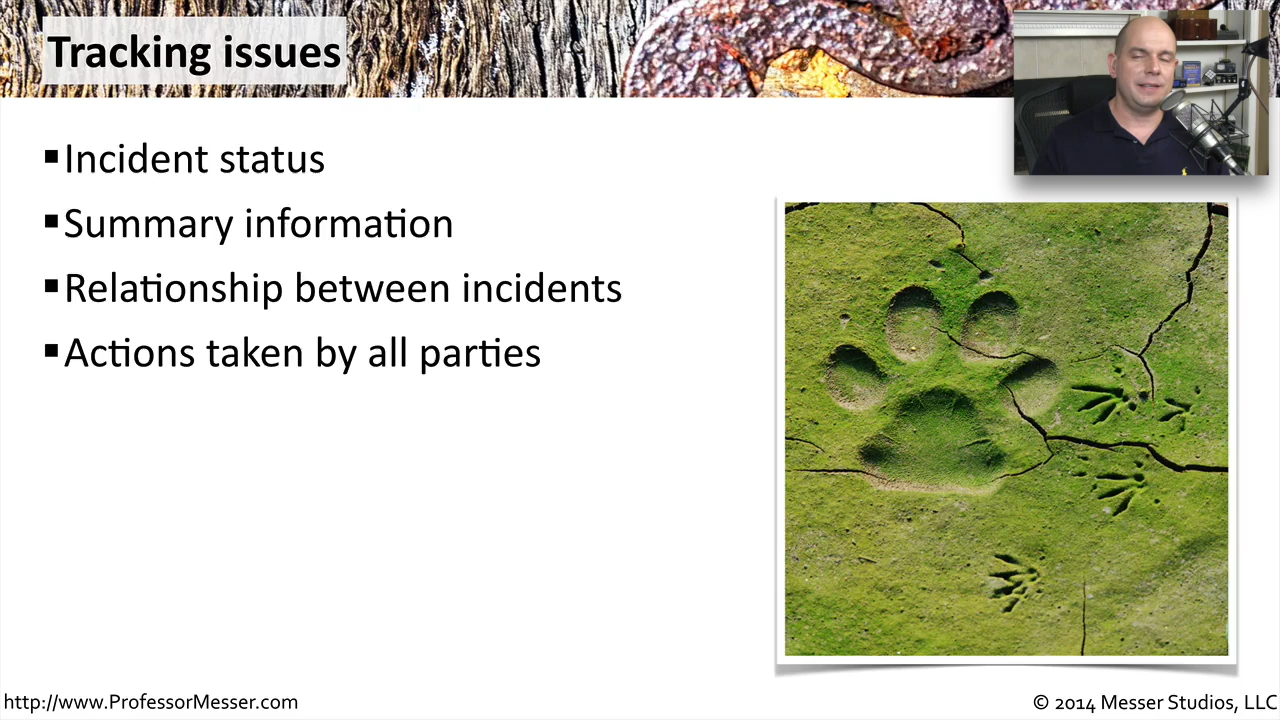 Tracking issues
▪Incident status
▪Summary information
▪Relationship between incidents
▪Actions taken by all parties
http://www.ProfessorMesser.com
© 2014 Messer Studios, LLC